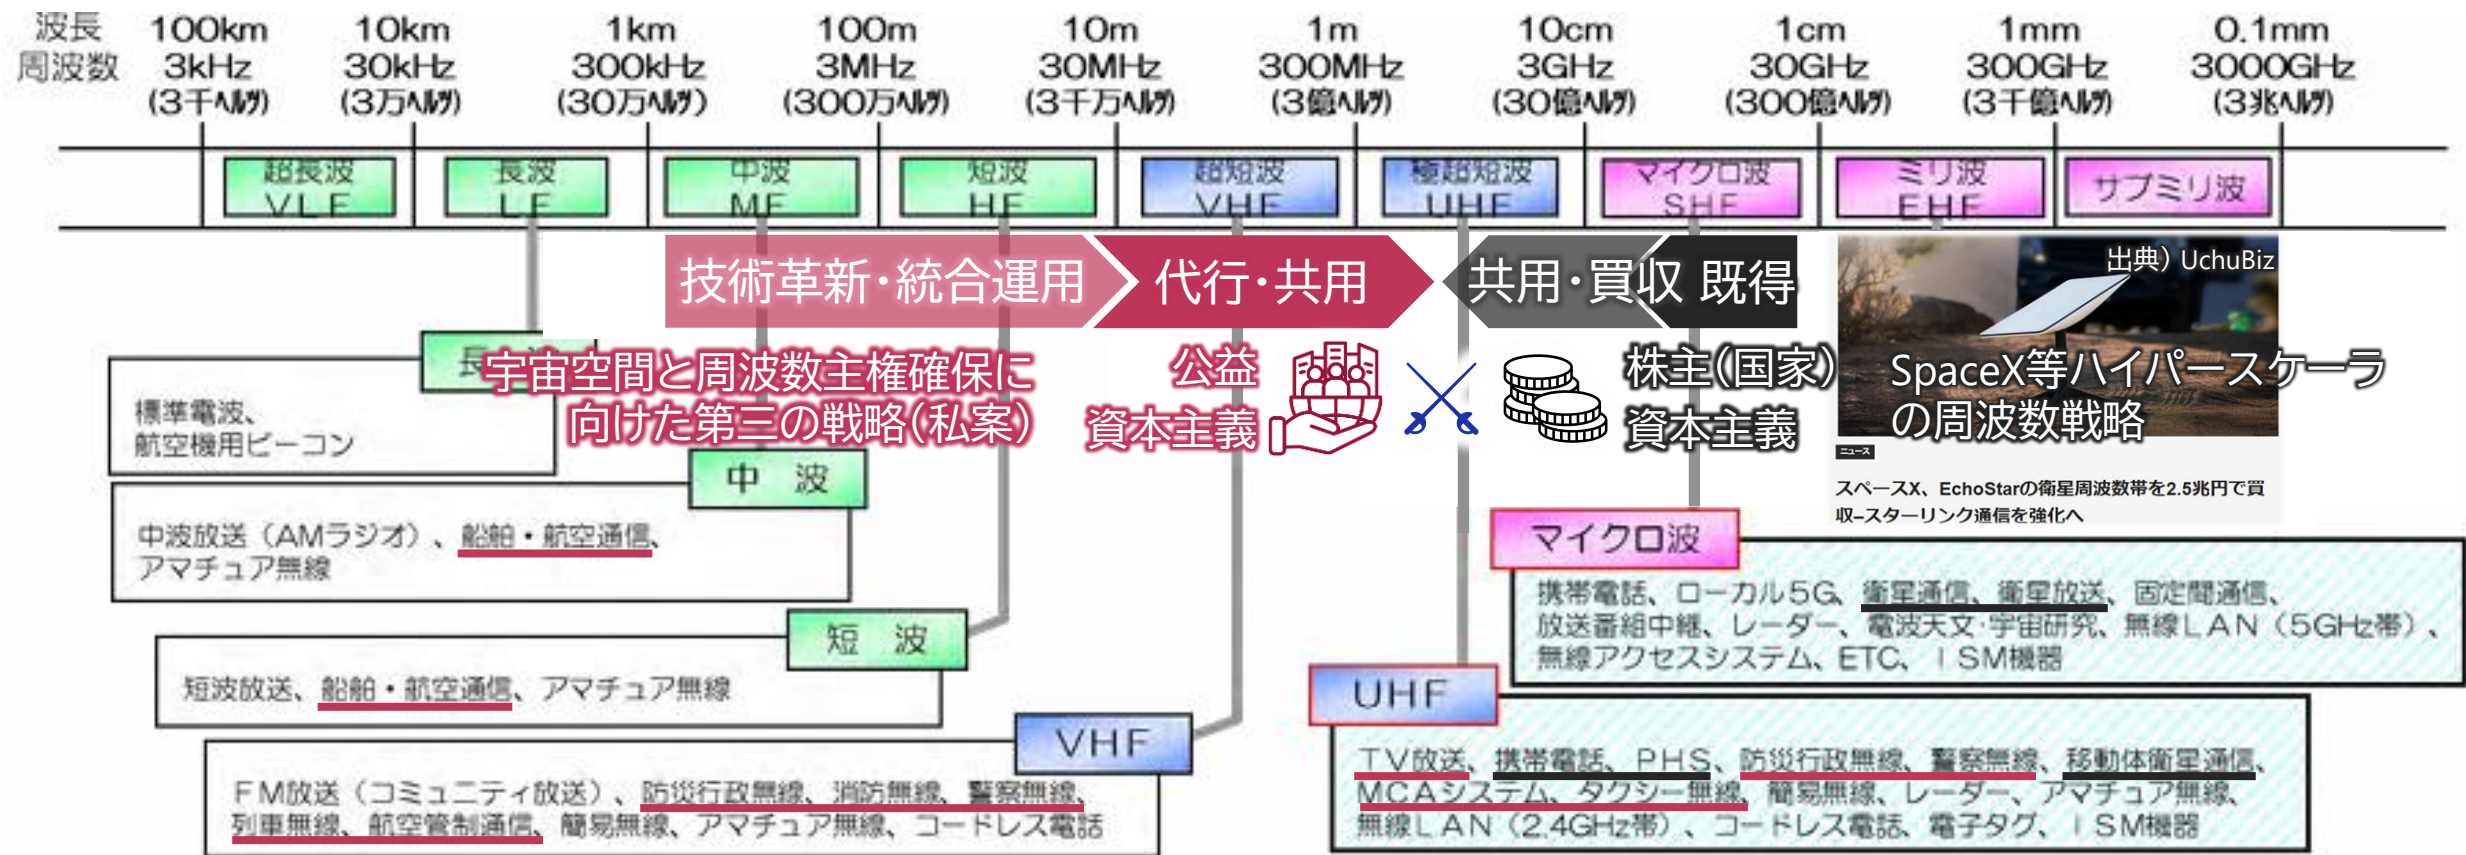 波長 100km 10km 1km 100m 10m 1m 10cm 1cm 1mm 0.1mm
周波数 3kHz 30kHz 300kHz 3MHz 30MHz 300MHz 3GHz 30GHz 300GHz 3000GHz
(3千ヘルツ) (3万ヘルツ) (30万ヘルツ) (300万ヘルツ) (3千万ヘルツ) (3億ヘルツ) (30億ヘルツ) (300億ヘルツ) (3千億ヘルツ) (3兆ヘルツ)
超長波 長波 中波 短波 超短波 極超短波 マイクロ波 ミリ波 サブミリ波
VLF LF MF HF VHF UHF SHF EHF
技術革新・統合運用 代行・共用 共用・買収 既得
出典）UchuBiz
宇宙空間と周波数主権確保に
向けた第三の戦略（私案）
公益
資本主義
株主（国家）
資本主義
SpaceX等ハイパースケーラ
の周波数戦略
ニュース
スペースX、EchoStarの衛星周波数帯を2.5兆円で買
収–スターリンク通信を強化へ
長
標準電波、
航空機用ビーコン
中 波
中波放送（AMラジオ）、船舶・航空通信、
アマチュア無線
短 波
短波放送、船舶・航空通信、アマチュア無線
VHF
FM放送（コミュニティ放送）、防災行政無線、消防無線、警察無線、
列車無線、航空管制通信、簡易無線、アマチュア無線、コードレス電話
マイクロ波
携帯電話、ローカル5G、衛星通信、衛星放送、固定間通信、
放送番組中継、レーダー、電波天文・宇宙研究、無線LAN（5GHz帯）、
無線アクセスシステム、ETC、ISM機器
UHF
TV放送、携帯電話、PHS、防災行政無線、警察無線、移動体衛星通信、
MCAシステム、タクシー無線、簡易無線、レーダー、アマチュア無線、
無線LAN（2.4GHz帯）、コードレス電話、電子タグ、ISM機器